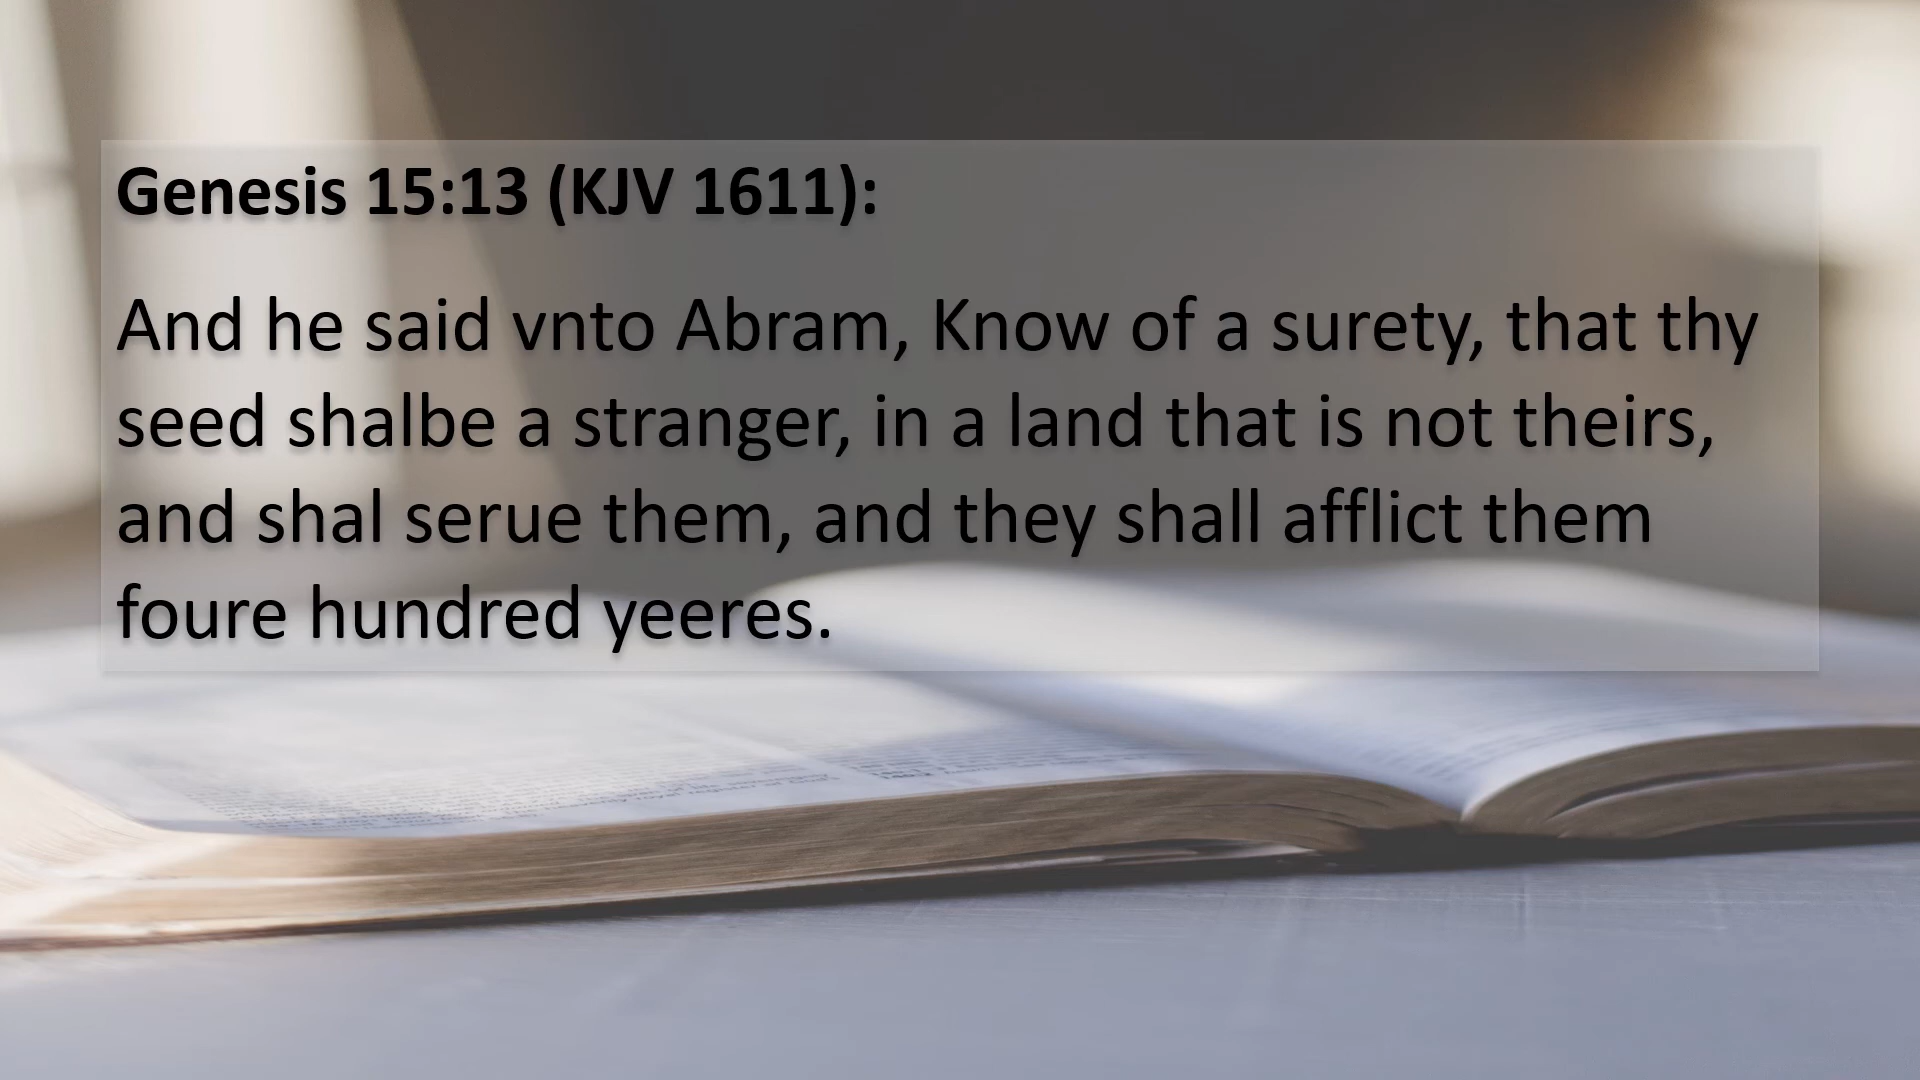 Genesis 15:13 (KJV 1611):
And he said vnto Abram, Know of a surety, that thy
seed shalbe a stranger, in a land that is not theirs,
and shal serue them, and they shall afflict them
foure hundred yeeres.